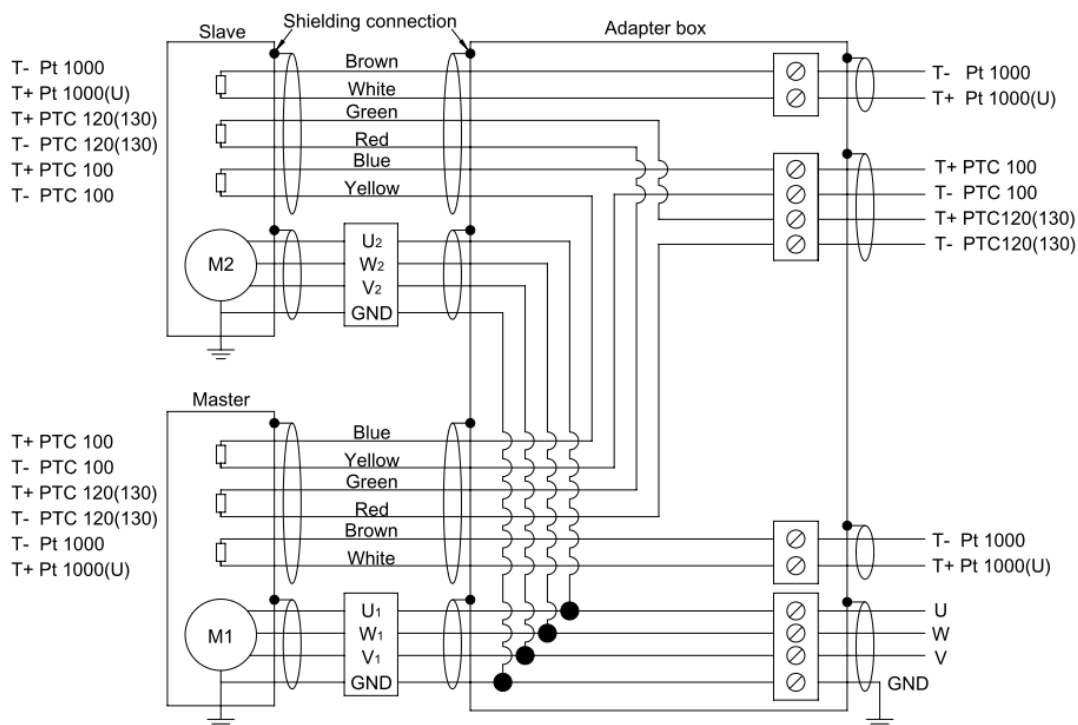 Shielding connection
Slave
Adapter box
T- Pt 1000
T+ Pt 1000(U)
T+ PTC 120(130)
T- PTC 120(130)
T+ PTC 100
T- PTC 100
Brown
White
Green
Red
Blue
Yellow
T- Pt 1000
T+ Pt 1000(U)
T+ PTC 100
T- PTC 100
T+ PTC120(130)
T- PTC120(130)
M2
U2
W2
V2
GND
Master
T+ PTC 100
T- PTC 100
T+ PTC 120(130)
T- PTC 120(130)
T- Pt 1000
T+ Pt 1000(U)
Blue
Yellow
Green
Red
Brown
White
T- Pt 1000
T+ Pt 1000(U)
M1
U1
W1
V1
GND
U
W
V
GND